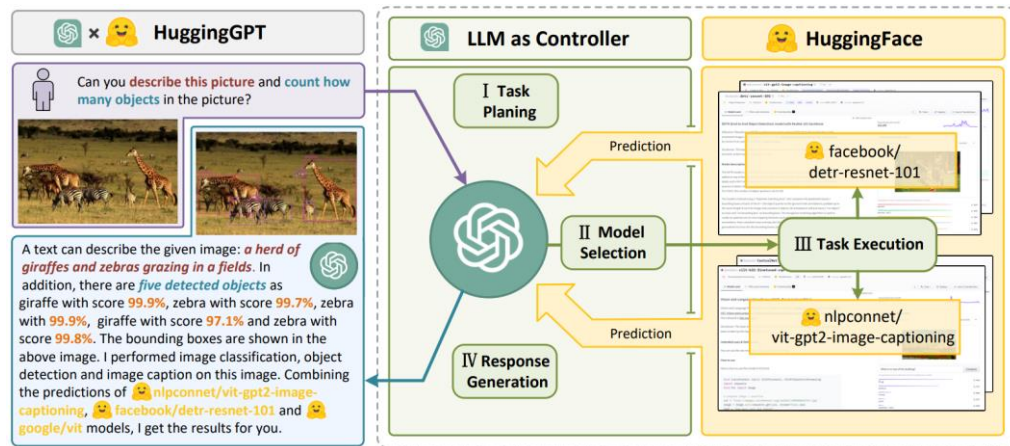 HuggingGPT
LLM as Controller
HuggingFace
Can you describe this picture and count how
many objects in the picture?
A text can describe the given image: a herd of
giraffes and zebras grazing in a fields. In
addition, there are five detected objects as
giraffe with score 99.9%, zebra with score 99.7%, zebra
with 99.9%, giraffe with score 97.1% and zebra with
score 99.8%. The bounding boxes are shown in the
above image. I performed image classification, object
detection and image caption on this image. Combining
the predictions of nlpconnet/vit-gpt2-image-
captioning, facebook/detr-resnet-101 and
google/vit models, I get the results for you.
Ⅰ Task
Planing
Prediction
Ⅱ Model
Selection
Prediction
Ⅳ Response
Generation
facebook/
detr-resnet-101
Ⅲ Task Execution
nlpconnet/
vit-gpt2-image-captioning